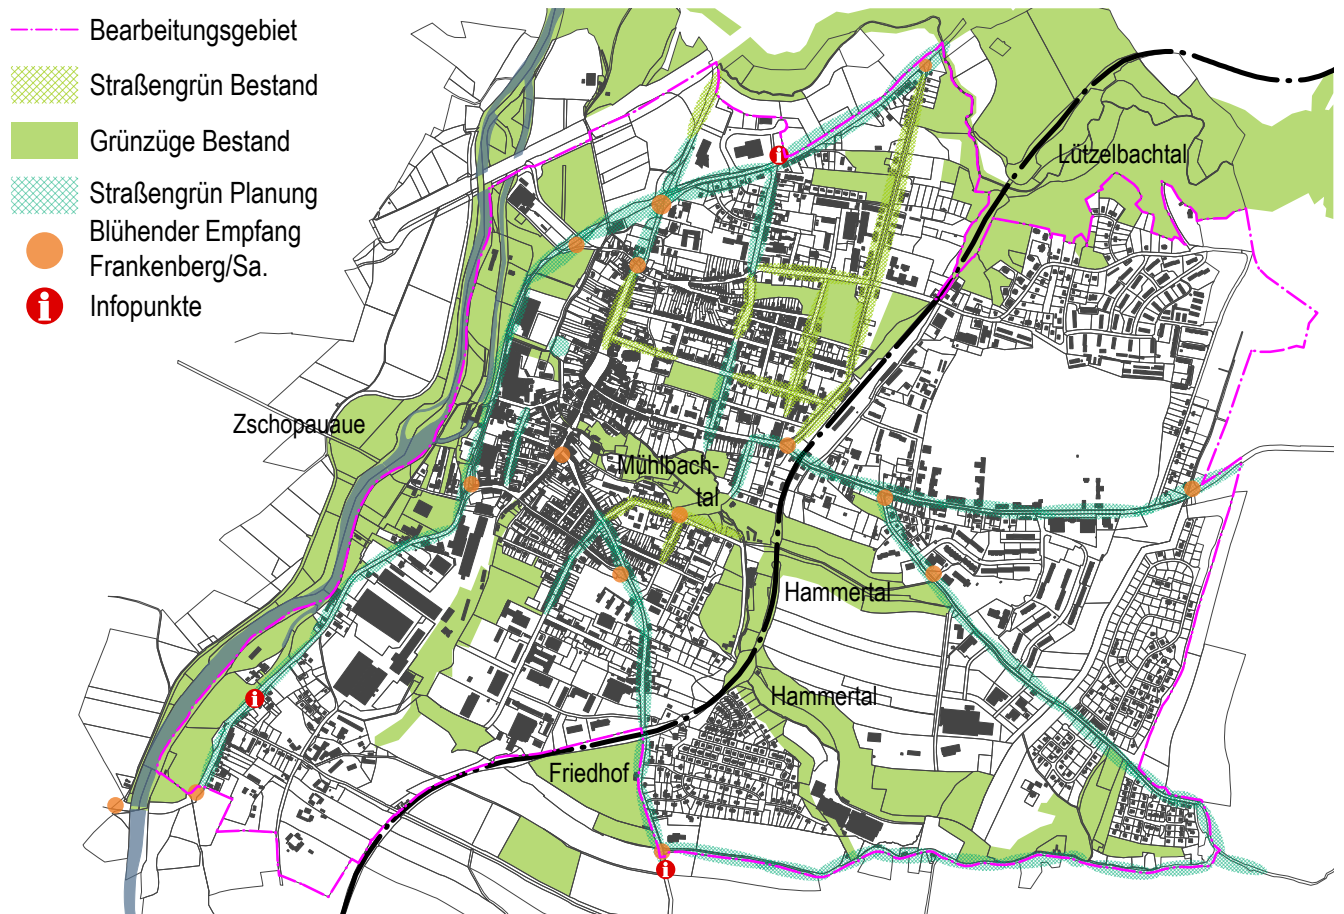 Bearbeitungsgebiet
Straßengrün Bestand
Grünzüge Bestand
Straßengrün Planung
Blühender Empfang
Frankenberg/Sa.
i Infopunkte
i
Lützelbachtal
Zschopauaue
Mühlbach-
tal
Hammertal
i
Hammertal
Friedhof
i